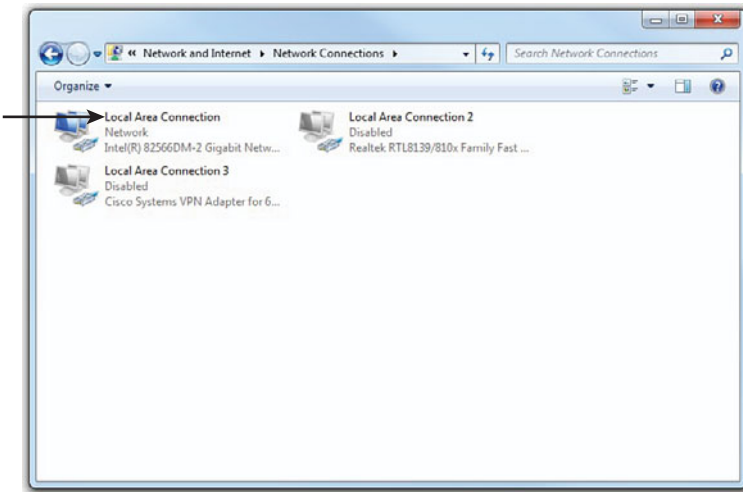 « Network and Internet ▸ Network Connections ▸
Search Network Connections
Organize
Local Area Connection
Network
Intel(R) 82566DM-2 Gigabit Netw...
Local Area Connection 2
Disabled
Realtek RTL8139/810x Family Fast ...
Local Area Connection 3
Disabled
Cisco Systems VPN Adapter for 6...